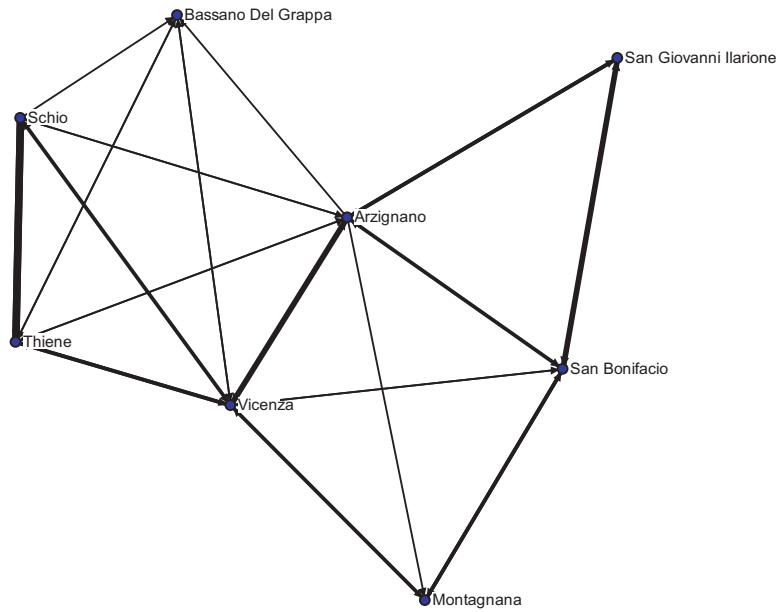 Bassano Del Grappa
San Giovanni Ilarione
Schio
Arzignano
Thiene
San Bonifacio
Vicenza
Montagnana